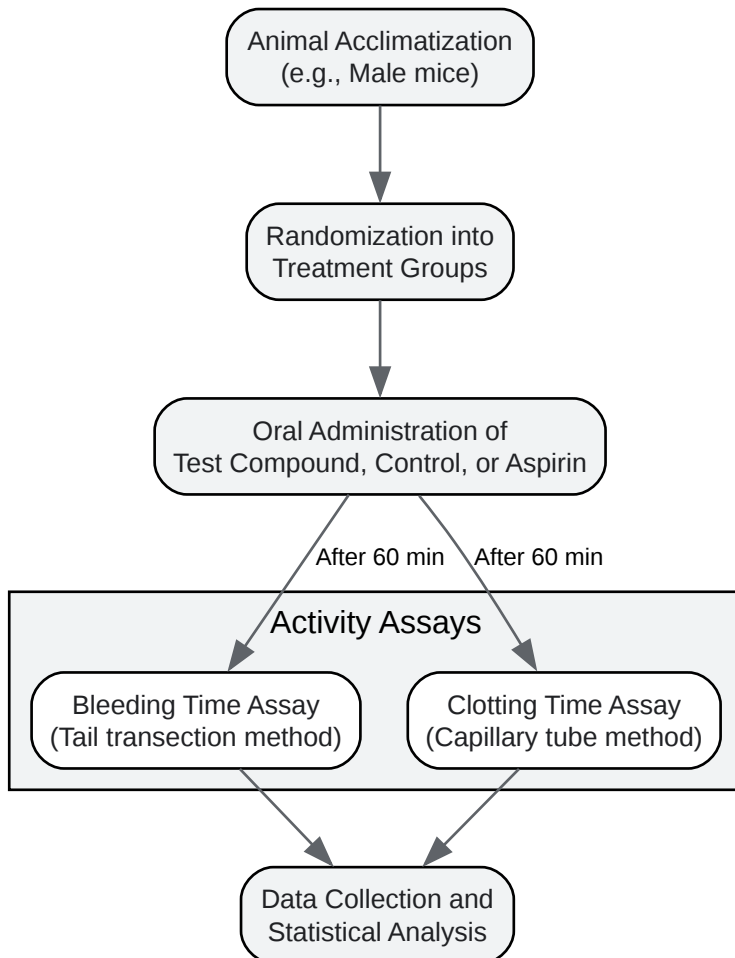 Animal Acclimatization
(e.g., Male mice)
Randomization into
Treatment Groups
Oral Administration of
Test Compound, Control, or Aspirin
After 60 min
After 60 min
Activity Assays
Bleeding Time Assay
(Tail transection method)
Clotting Time Assay
(Capillary tube method)
Data Collection and
Statistical Analysis